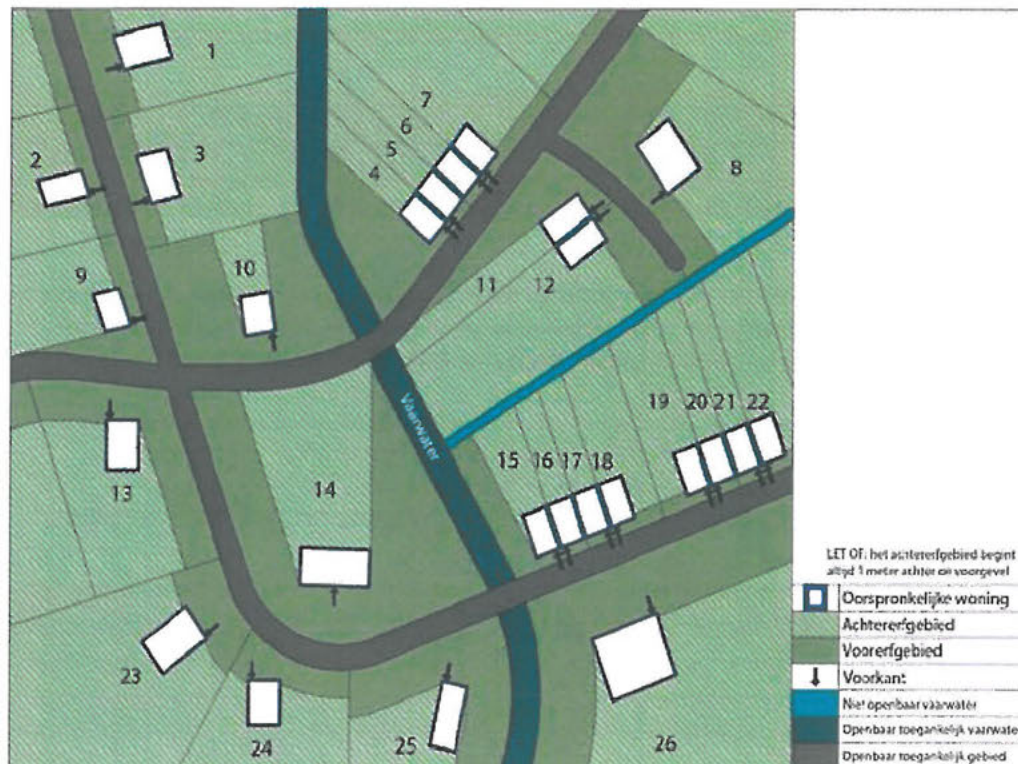 1
7
6
5
4
2
3
8
9
10
11
12
Vaarwater
13
14
15
16
17
18
19
20
21
22
23
24
25
26
LET OF: het achtererfgebied begint
altijd 1 meter achter de voorgevel
Oorspronkelijke woning
Achtererfgebied
Voorerfgebied
Voorkant
Niet openbaar vaarwater
Openbaar toegankelijk vaarwate
Openbaar toegankelijk gebied